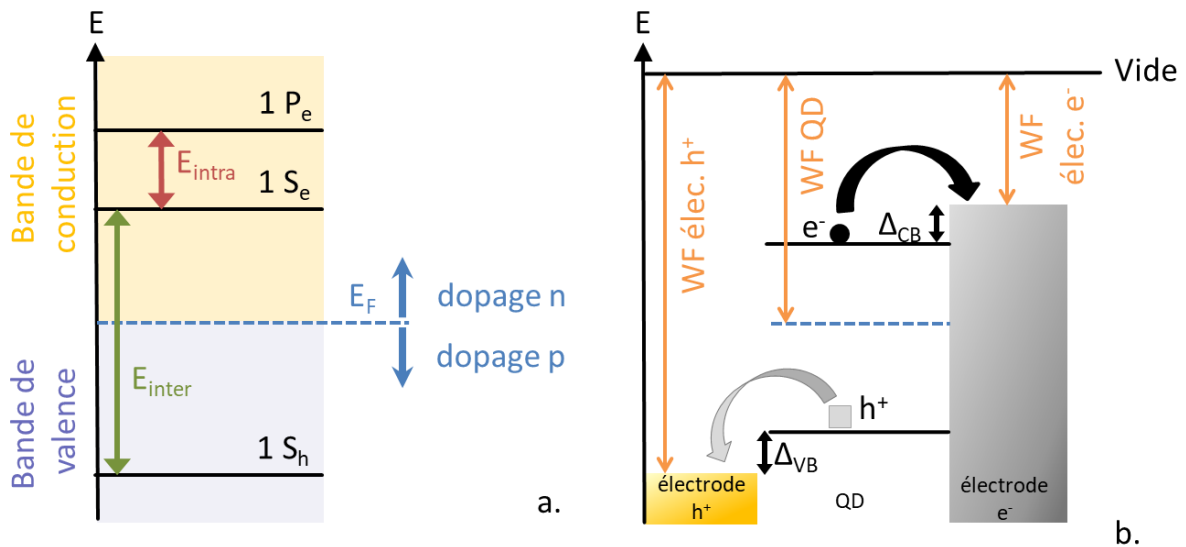 E
Bande de
conduction
Bande de
valence
1 Pe
Eintra
1 Se
EF
dopage n
dopage p
Einter
1 Sh
a.
E
Vide
WF élec. h+
WF QD
WF
élec. e-
e-
ΔCB
h+
ΔVB
électrode
h+
QD
électrode
e-
b.